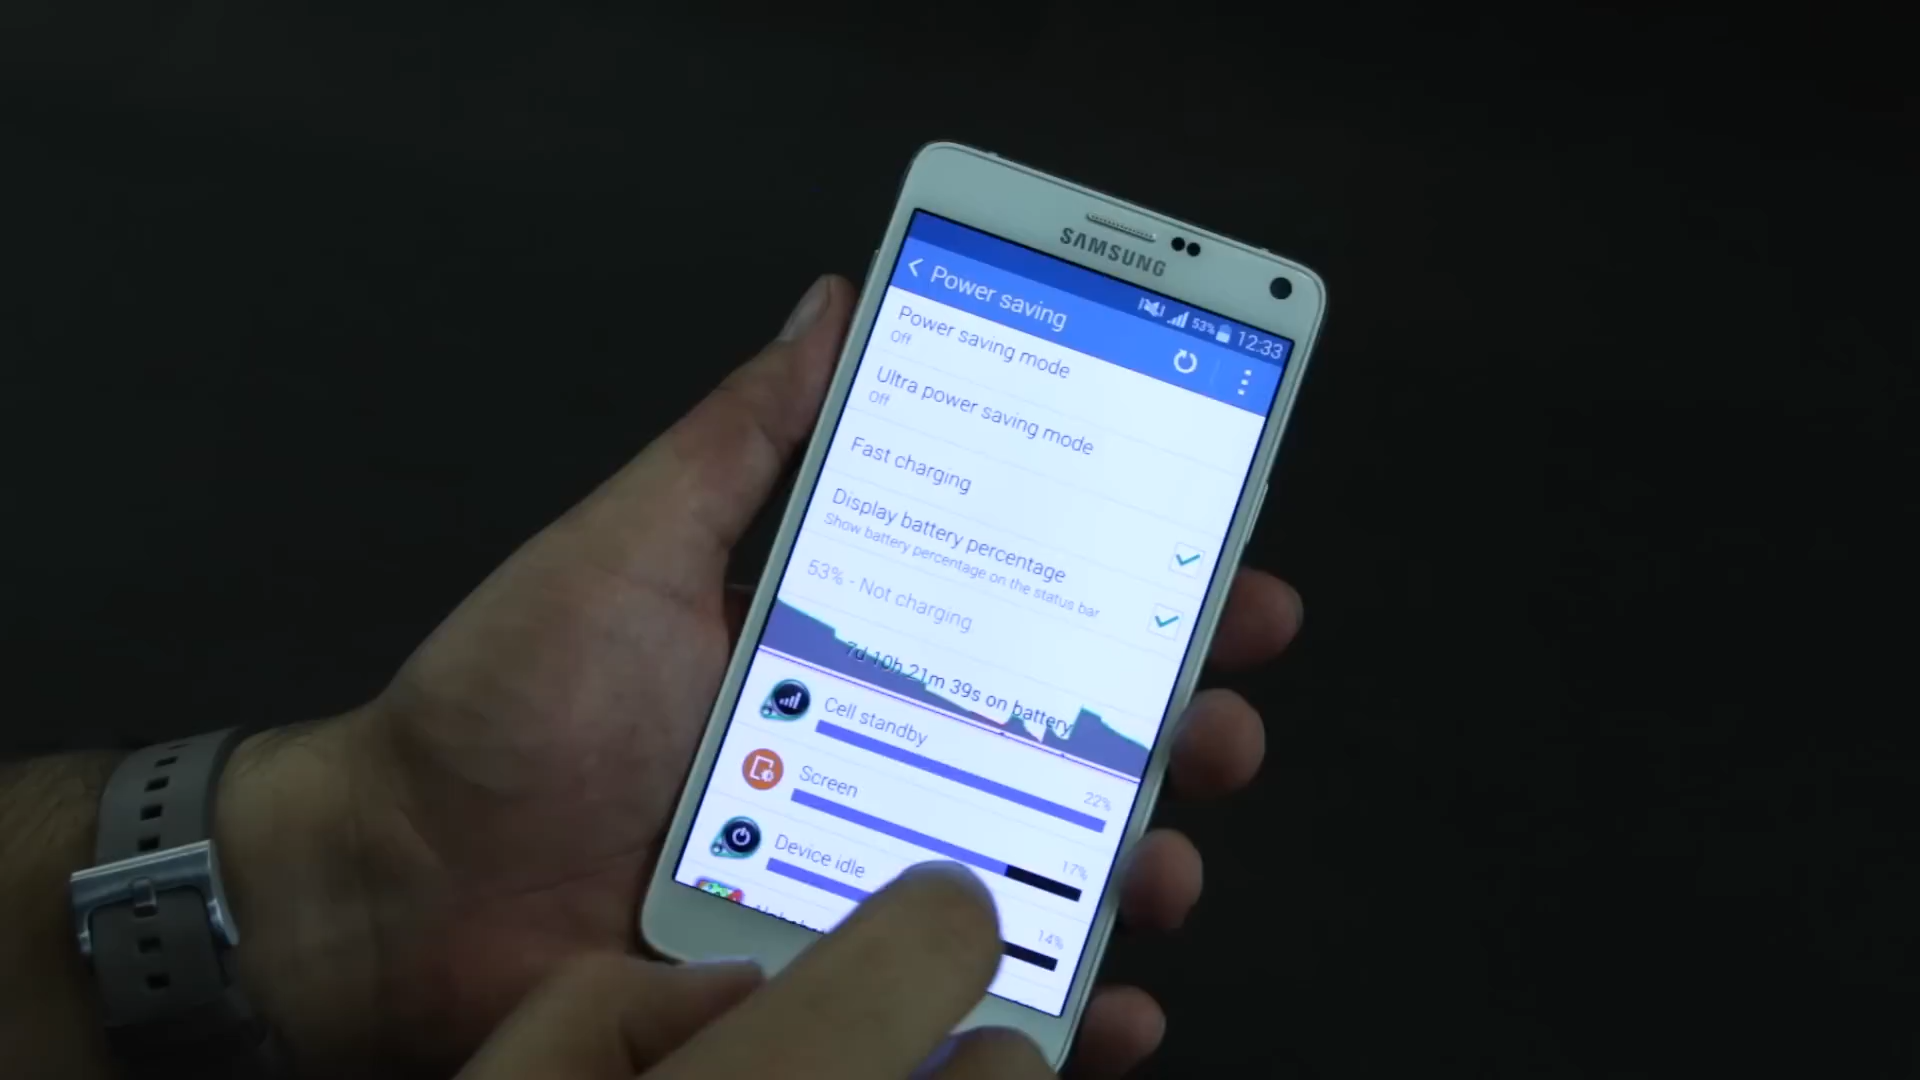 SAMSUNG
53% 12:33
Power saving
Power saving mode
Off
Ultra power saving mode
Off
Fast charging
Display battery percentage
Show battery percentage on the status bar
53% - Not charging
7d 10h 21m 39s on battery
Cell standby
22%
Screen
17%
Device idle
14%